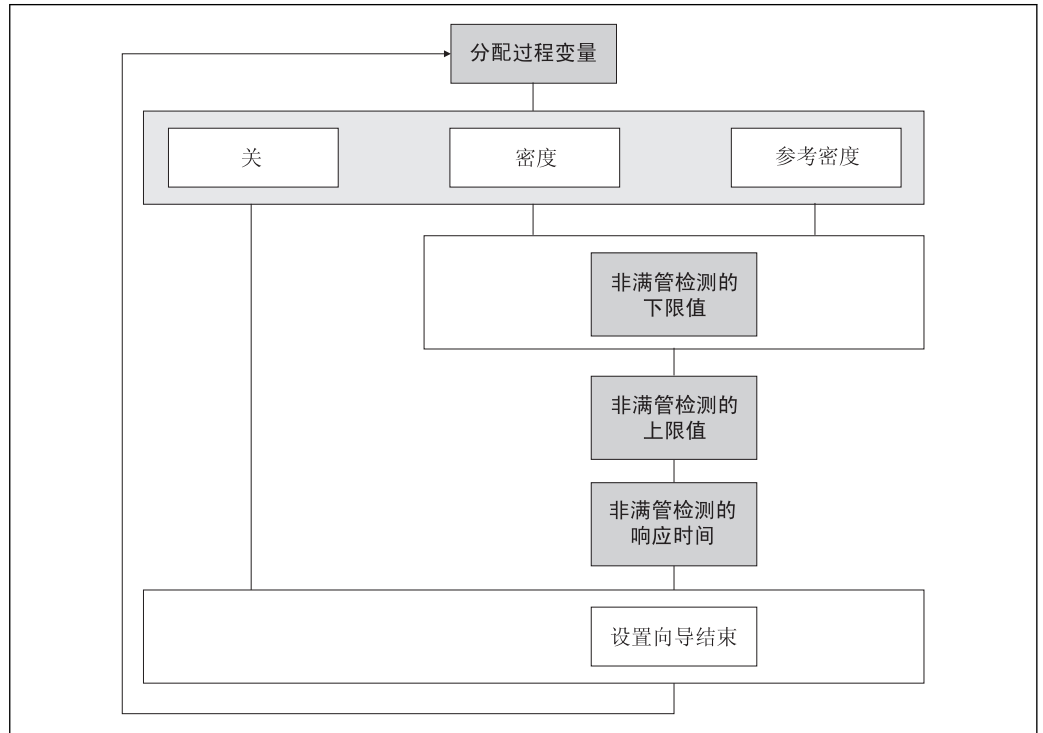 分配过程变量
关
密度
参考密度
非满管检测的
下限值
非满管检测的
上限值
非满管检测的
响应时间
设置向导结束